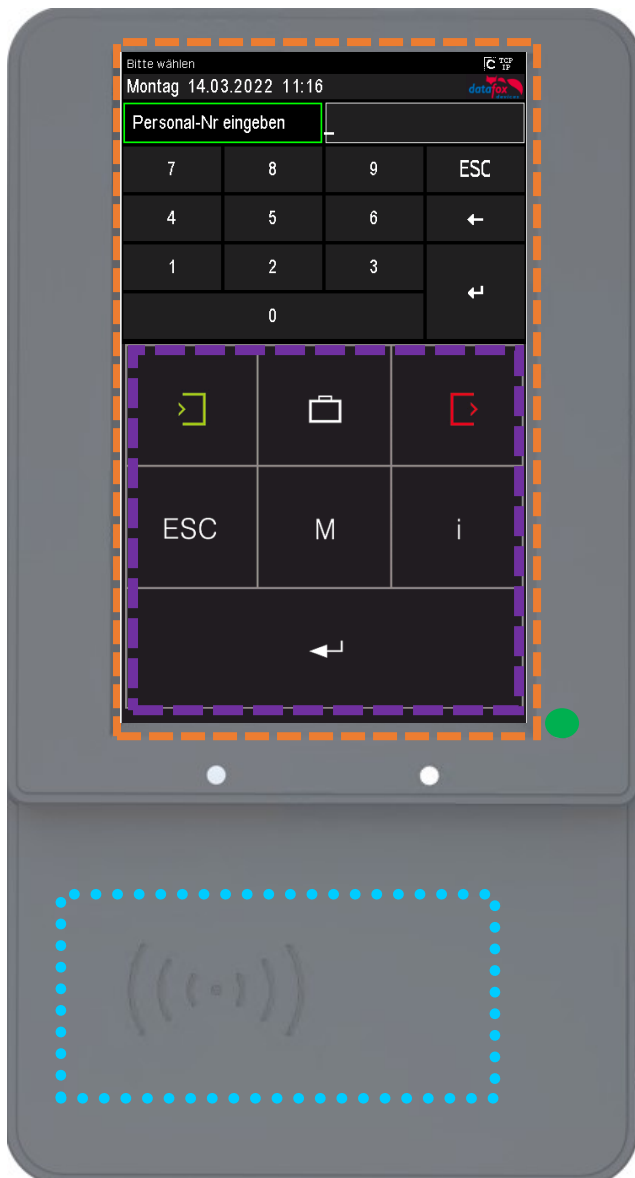 Bitte wählen
C TCP IP
Montag 14.03.2022 11:16
datafox devices
Personal-Nr eingeben
_
7 8 9 ESC
4 5 6 ←
1 2 3
0 ↵
ESC M i